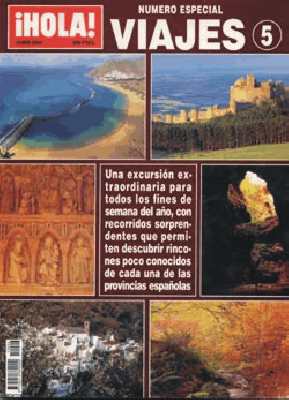 ¡HOLA!
NUMERO ESPECIAL
VIAJES 5
Una excursión ex-
traordinaria para
todos los fines de
semana del año, con
recorridos sorpren-
dentes que permi-
ten descubrir rinco-
nes poco conocidos
de cada una de las
provincias españolas